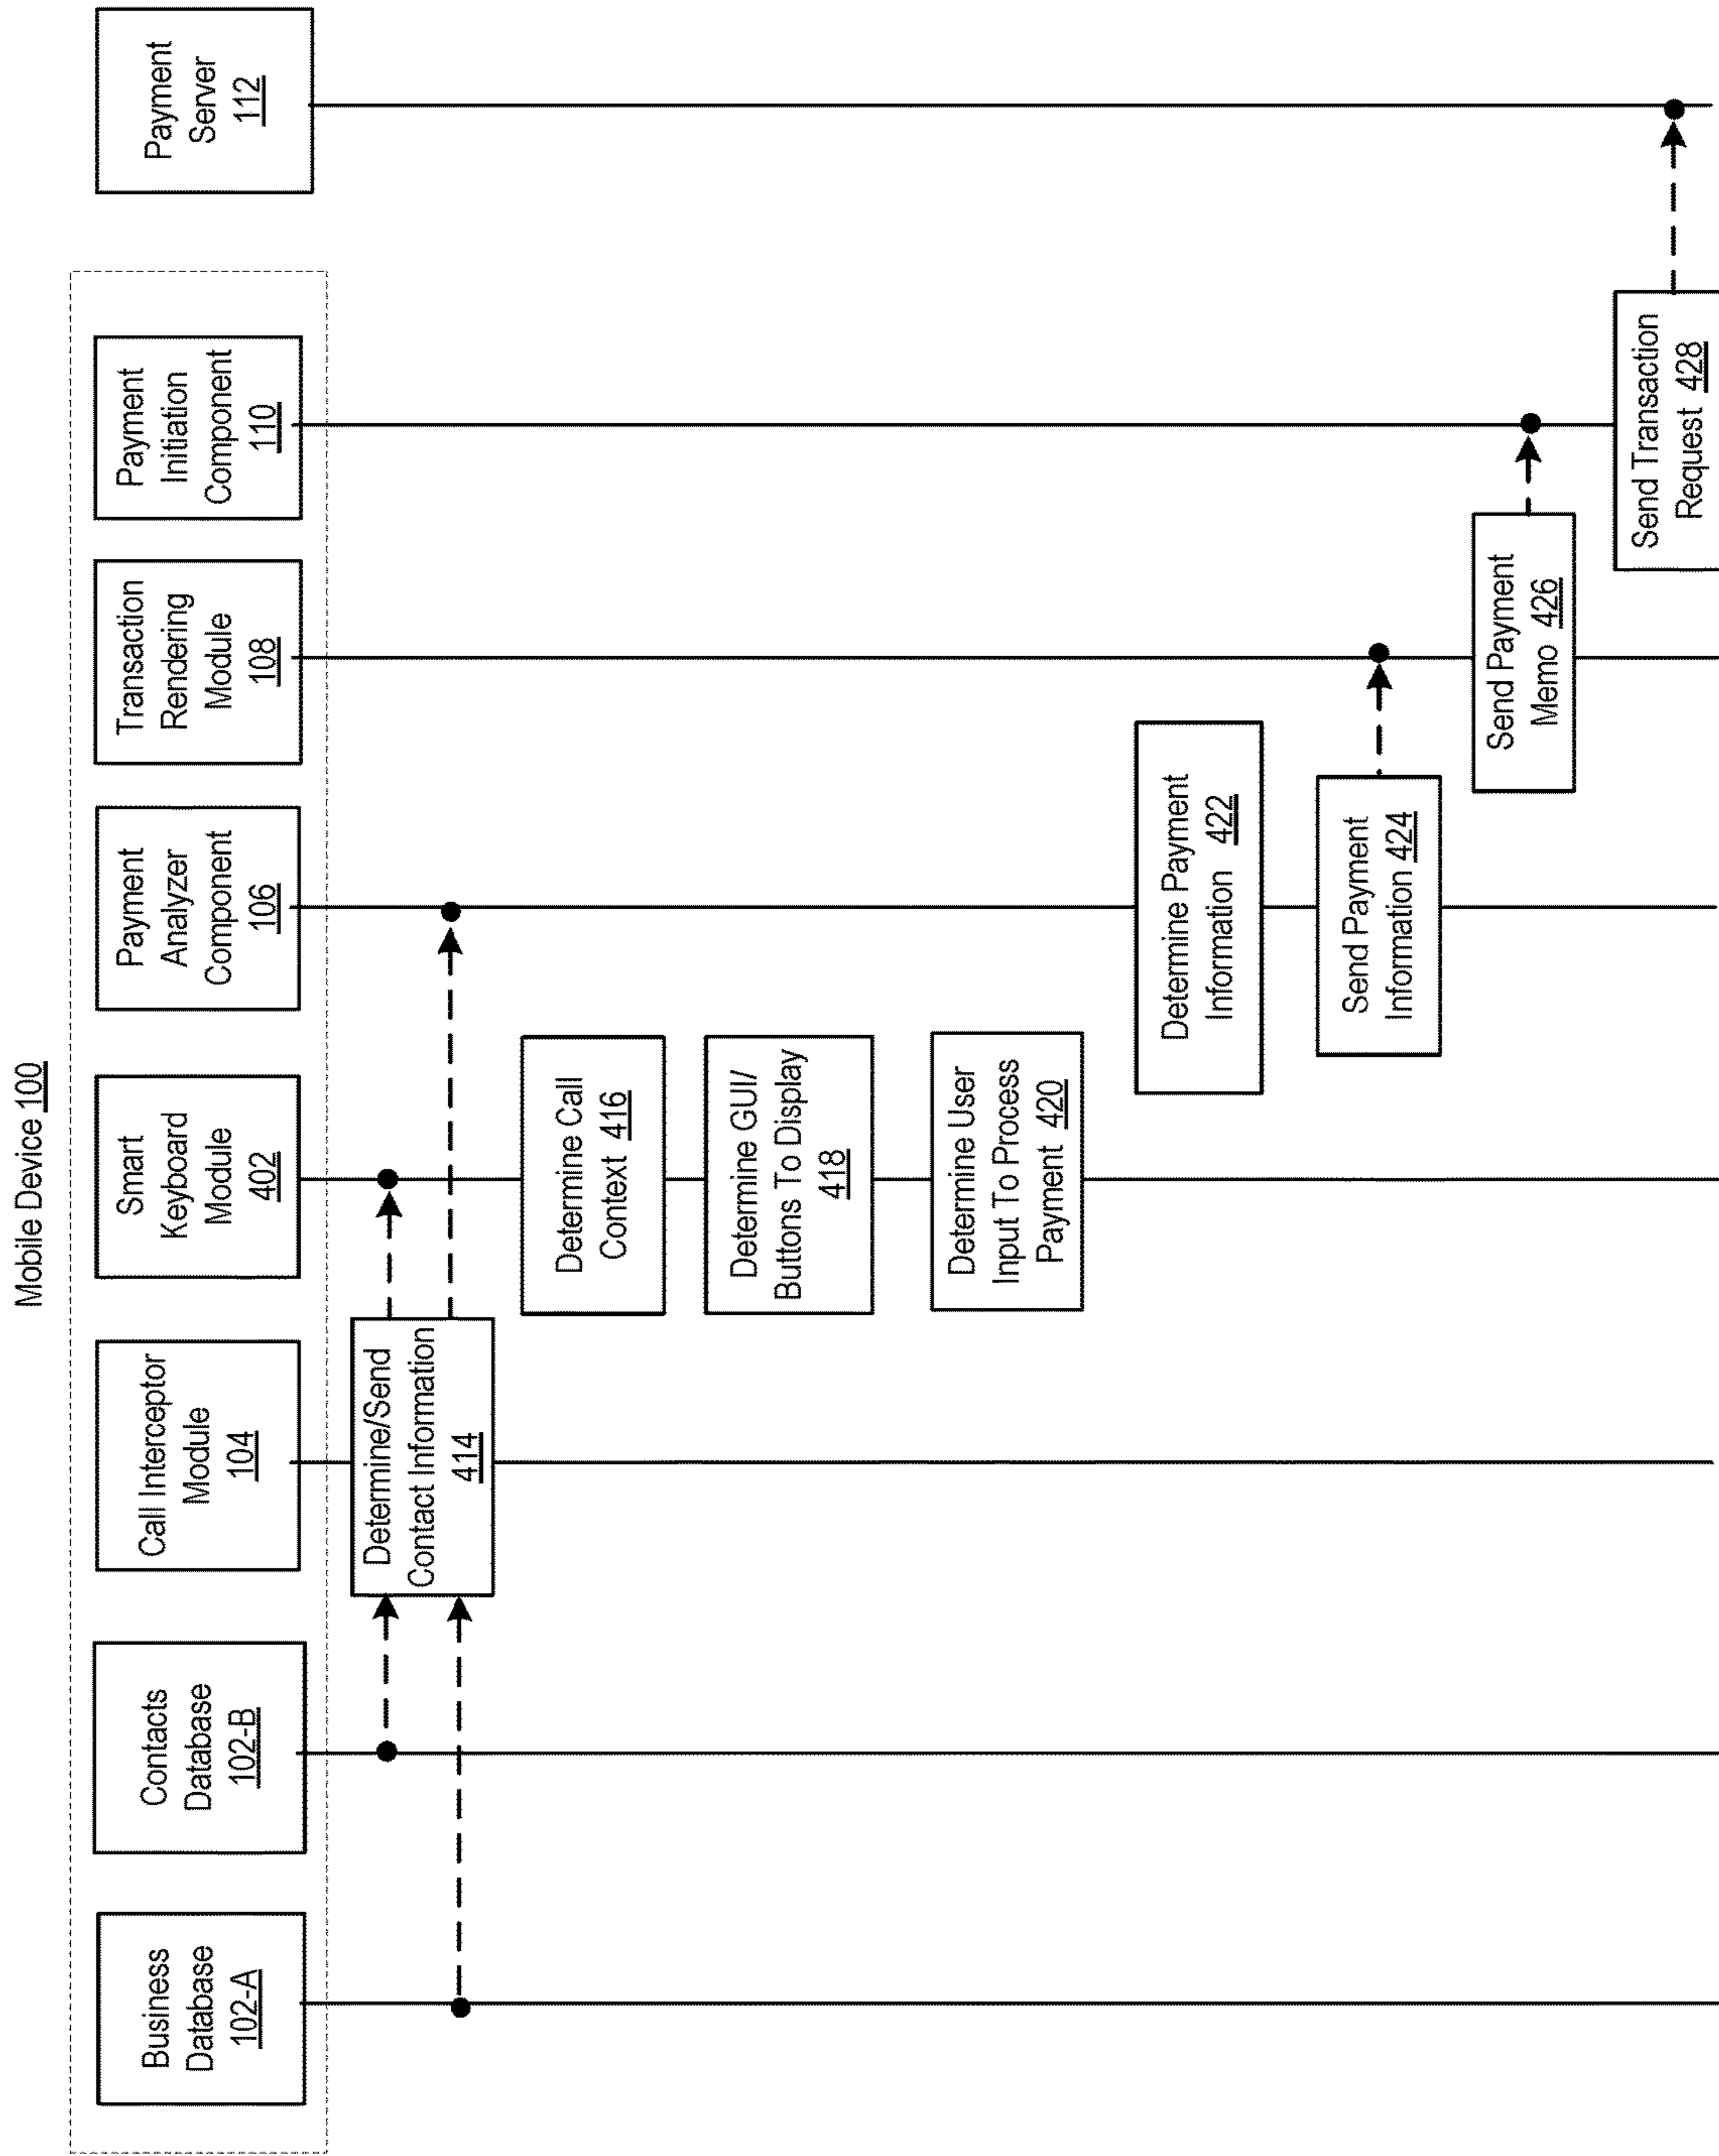 Mobile Device 100
Business
Database
102-A
Contacts
Database
102-B
Call Interceptor
Module
104
Smart
Keyboard
Module
402
Payment
Analyzer
Component
106
Transaction
Rendering
Module
108
Payment
Initiation
Component
110
Payment
Server
112
Determine/Send
Contact Information
414
Determine Call
Context 416
Determine GUI/
Buttons To Display
418
Determine User
Input To Process
Payment 420
Determine Payment
Information 422
Send Payment
Information 424
Send Payment
Memo 426
Send Transaction
Request 428